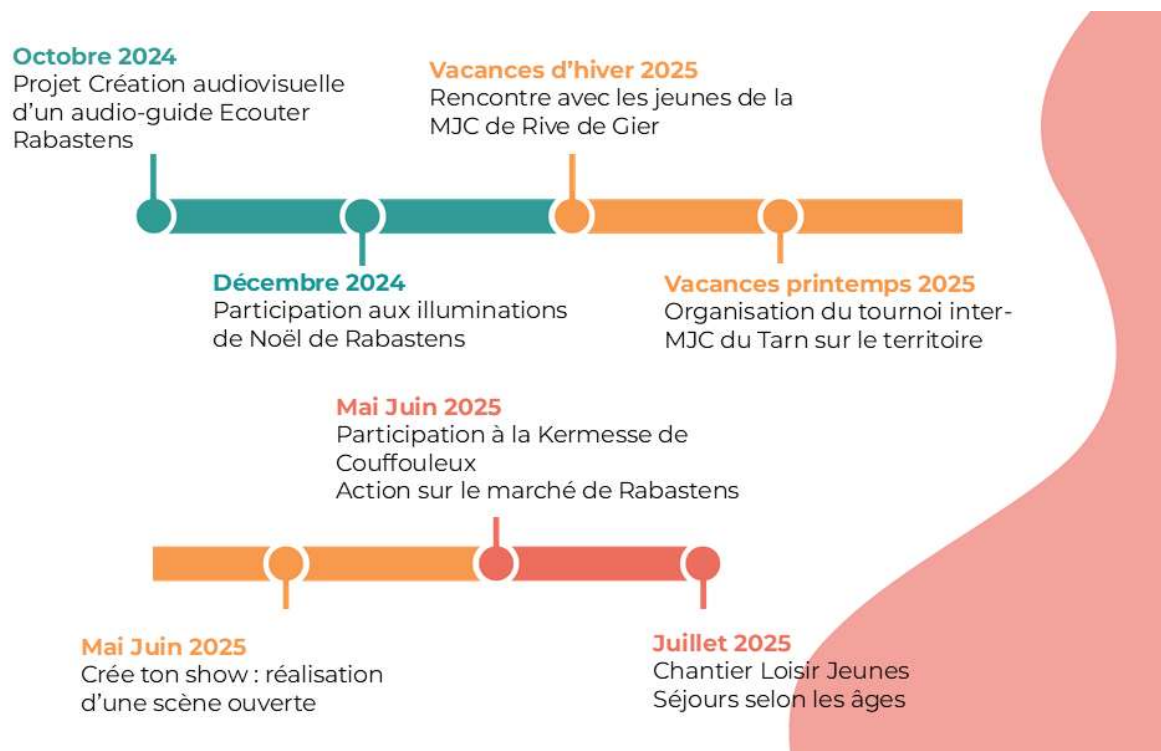 Octobre 2024
Projet Création audiovisuelle
d'un audio-guide Ecouter
Rabastens
Vacances d'hiver 2025
Rencontre avec les jeunes de la
MJC de Rive de Gier
Décembre 2024
Participation aux illuminations
de Noël de Rabastens
Vacances printemps 2025
Organisation du tournoi inter-
MJC du Tarn sur le territoire
Mai Juin 2025
Participation à la Kermesse de
Couffouleux
Action sur le marché de Rabastens
Mai Juin 2025
Crée ton show : réalisation
d'une scène ouverte
Juillet 2025
Chantier Loisir Jeunes
Séjours selon les âges